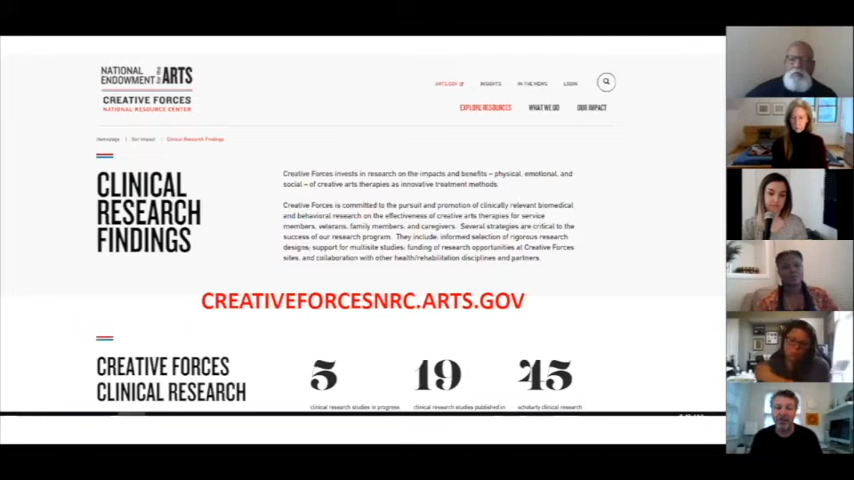 NATIONAL
ENDOWMENT for the ARTS
CREATIVE FORCES
NATIONAL RESOURCE CENTER
ARTS.GOV
INSIGHTS
IN THE NEWS
LOGIN
EXPLORE RESOURCES
WHAT WE DO
OUR IMPACT
Homepage | Our Impact | Clinical Research Findings
CLINICAL
RESEARCH
FINDINGS
Creative Forces invests in research on the impacts and benefits – physical, emotional, and
social – of creative arts therapies as innovative treatment methods.
Creative Forces is committed to the pursuit and promotion of clinically relevant biomedical
and behavioral research on the effectiveness of creative arts therapies for service
members, veterans, family members, and caregivers. Several strategies are critical to the
success of our research program. They include: informed selection of rigorous research
designs; support for multisite studies; funding of research opportunities at Creative Forces
sites, and collaboration with other health/rehabilitation disciplines and partners.
CREATIVEFORCESNRC.ARTS.GOV
CREATIVE FORCES
CLINICAL RESEARCH
5
19
45
clinical research studies in progress
clinical research studies published in
scholarly clinical research